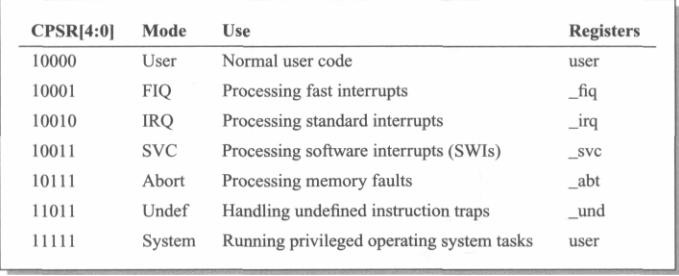 CPSR[4:0] Mode Use Registers
10000 User Normal user code user
10001 FIQ Processing fast interrupts _fiq
10010 IRQ Processing standard interrupts _irq
10011 SVC Processing software interrupts (SWIs) _svc
10111 Abort Processing memory faults _abt
11011 Undef Handling undefined instruction traps _und
11111 System Running privileged operating system tasks user